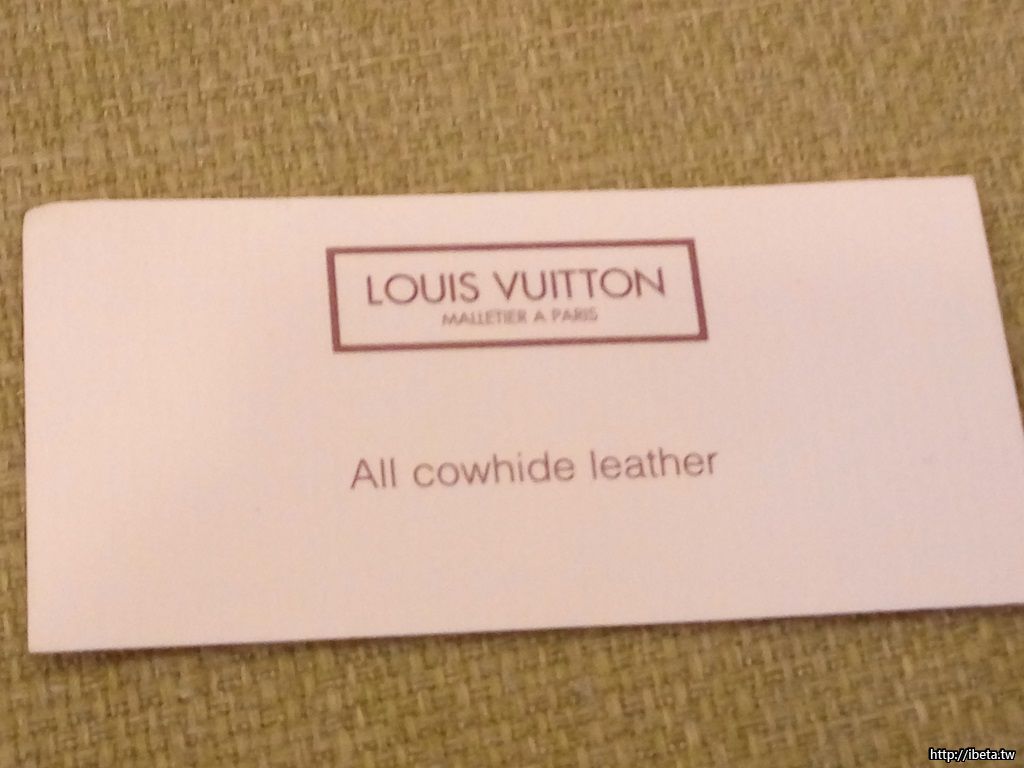 LOUIS VUITTON
MALLETIER A PARIS
All cowhide leather
http://ibeta.tw